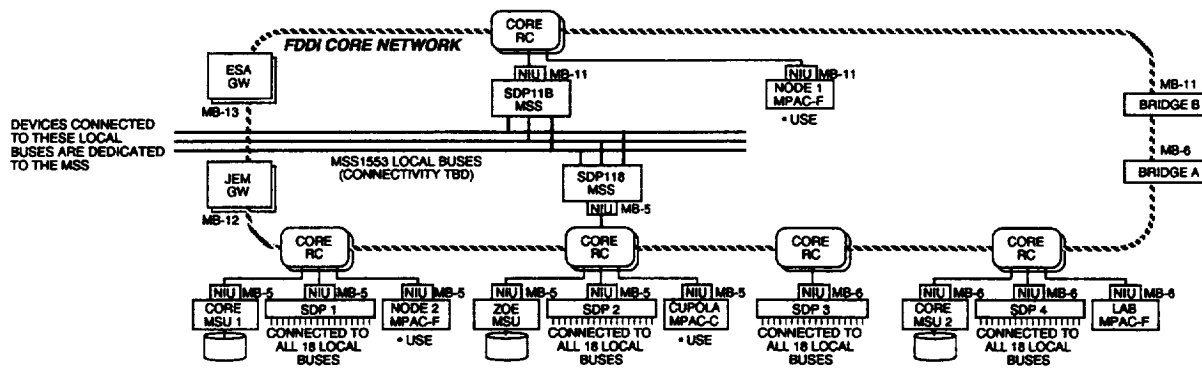 CORE
RC
FDDI CORE NETWORK
ESA
GW
MB-13
NIU MB-11
SDP11B
MSS
NIU MB-11
NODE 1
MPAC-F
• USE
MB-11
BRIDGE B
DEVICES CONNECTED
TO THESE LOCAL
BUSES ARE DEDICATED
TO THE MSS
MSS1553 LOCAL BUSES
(CONNECTIVITY TBD)
MB-6
BRIDGE A
JEM
GW
MB-12
SDP118
MSS
NIU MB-5
CORE
RC
CORE
RC
CORE
RC
CORE
RC
NIU MB-5
CORE
MSU 1
NIU MB-5
SDP 1
CONNECTED TO
ALL 18 LOCAL
BUSES
NIU MB-5
NODE 2
MPAC-F
• USE
NIU MB-5
ZOE
MSU
NIU MB-5
SDP 2
CONNECTED TO
ALL 18 LOCAL
BUSES
NIU MB-5
CUPOLA
MPAC-C
• USE
NIU MB-6
SDP 3
CONNECTED TO
ALL 18 LOCAL
BUSES
NIU MB-6
CORE
MSU 2
NIU MB-6
SDP 4
CONNECTED TO
ALL 18 LOCAL
BUSES
NIU MB-6
LAB
MPAC-F